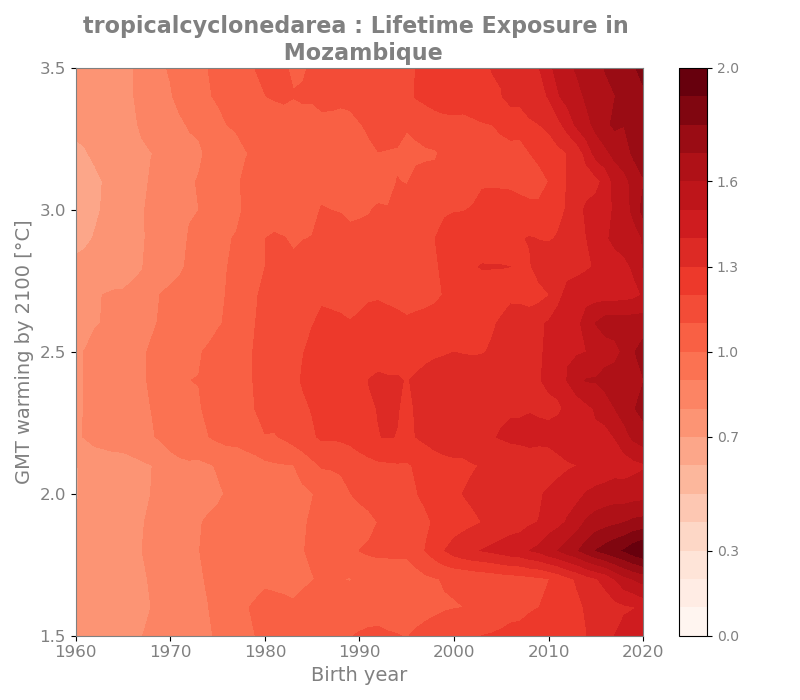 tropicalcyclonedarea : Lifetime Exposure in
Mozambique
3.5
3.0
2.5
2.0
1.5
GMT warming by 2100 [°C]
1960 1970 1980 1990 2000 2010 2020
Birth year
2.0
1.6
1.3
1.0
0.7
0.3
0.0